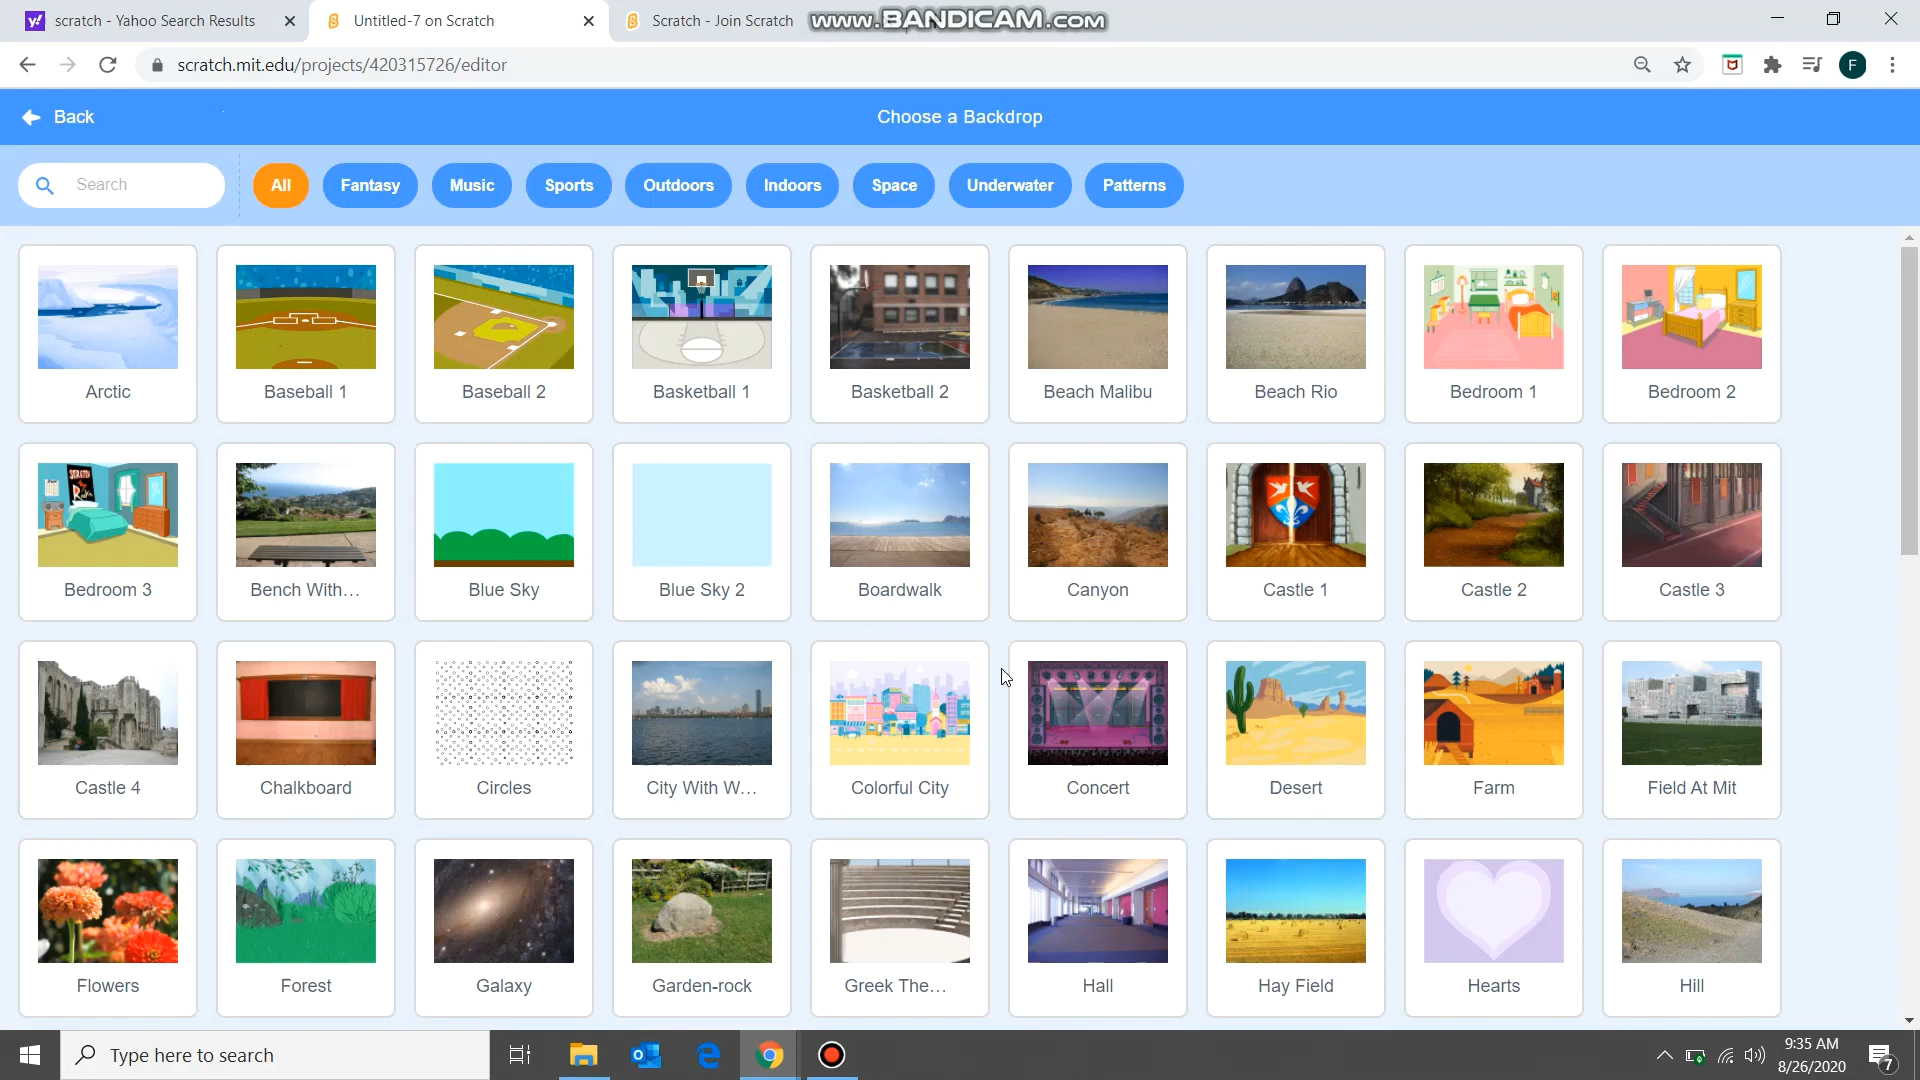 scratch - Yahoo Search Results
Untitled-7 on Scratch
Scratch - Join Scratch
www.BANDICAM.com
scratch.mit.edu/projects/420315726/editor
F
Back
Choose a Backdrop
Search
All
Fantasy
Music
Sports
Outdoors
Indoors
Space
Underwater
Patterns
Arctic
Baseball 1
Baseball 2
Basketball 1
Basketball 2
Beach Malibu
Beach Rio
Bedroom 1
Bedroom 2
Bedroom 3
Bench With...
Blue Sky
Blue Sky 2
Boardwalk
Canyon
Castle 1
Castle 2
Castle 3
Castle 4
Chalkboard
Circles
City With W...
Colorful City
Concert
Desert
Farm
Field At Mit
Flowers
Forest
Galaxy
Garden-rock
Greek The...
Hall
Hay Field
Hearts
Hill
Type here to search
9:35 AM
8/26/2020
7